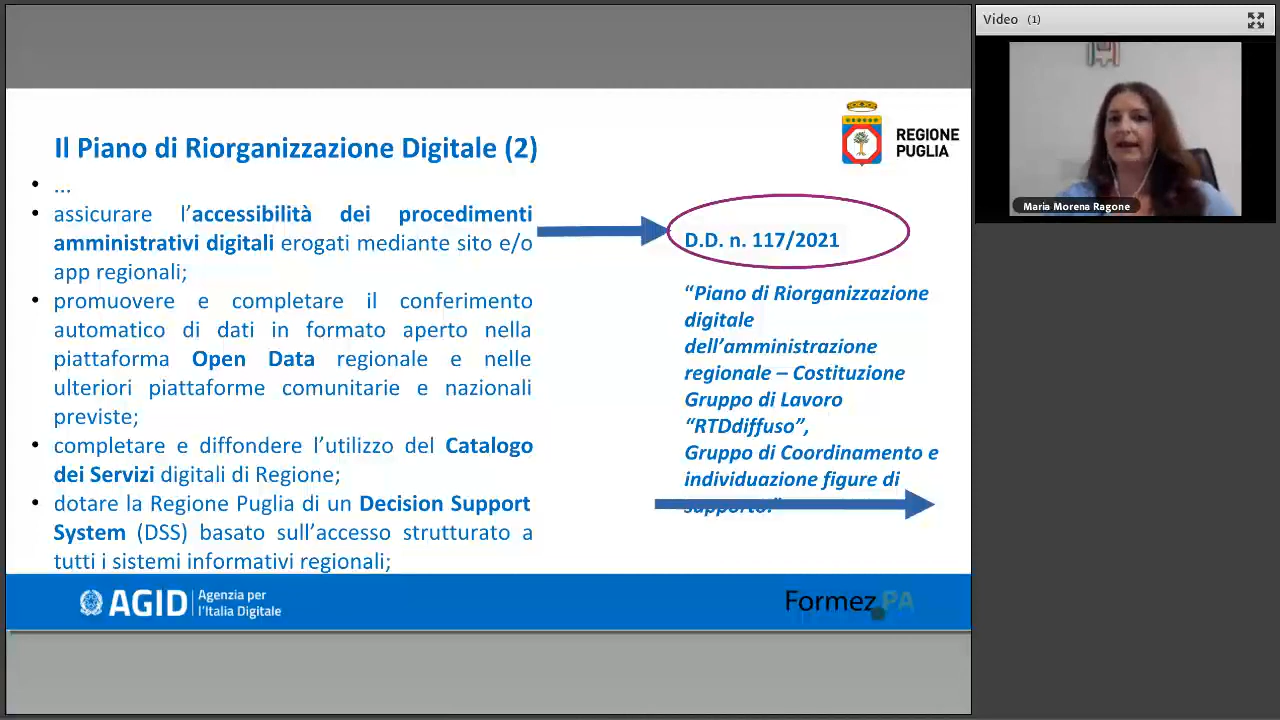 Video (1)
Maria Morena Ragone
REGIONE
PUGLIA
Il Piano di Riorganizzazione Digitale (2)
• ...
• assicurare l’accessibilità dei procedimenti
amministrativi digitali erogati mediante sito e/o
app regionali;
• promuovere e completare il conferimento
automatico di dati in formato aperto nella
piattaforma Open Data regionale e nelle
ulteriori piattaforme comunitarie e nazionali
previste;
• completare e diffondere l’utilizzo del Catalogo
dei Servizi digitali di Regione;
• dotare la Regione Puglia di un Decision Support
System (DSS) basato sull’accesso strutturato a
tutti i sistemi informativi regionali;
D.D. n. 117/2021
“Piano di Riorganizzazione
digitale
dell’amministrazione
regionale – Costituzione
Gruppo di Lavoro
“RTDdiffuso”,
Gruppo di Coordinamento e
individuazione figure di
supporto.”
AGID
Agenzia per
l’Italia Digitale
Formez PA